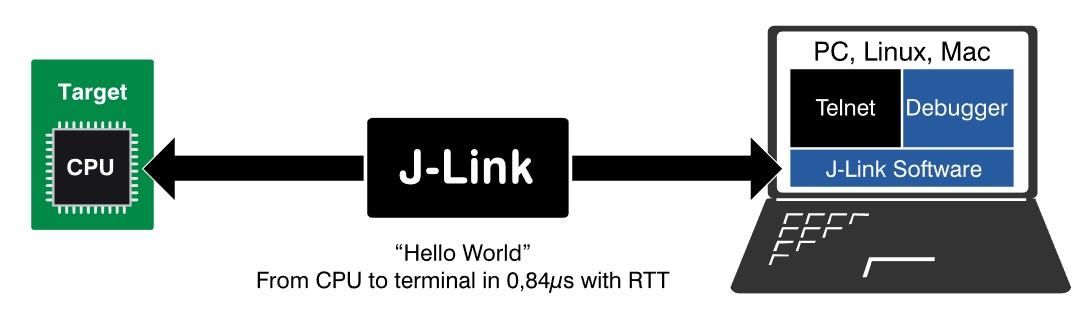 PC, Linux, Mac
Target
Telnet
Debugger
CPU
J-Link
J-Link Software
“Hello World”
From CPU to terminal in 0,84µs with RTT